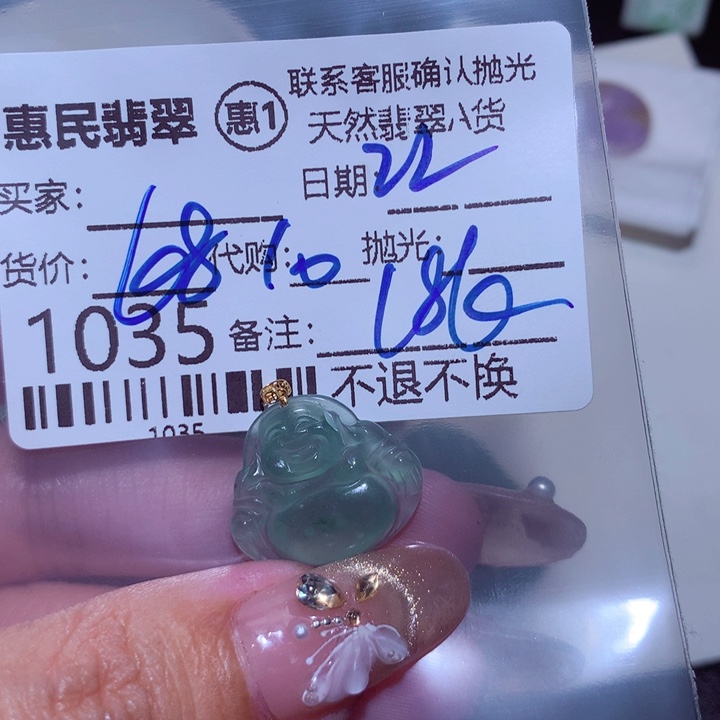 联系客服确认抛光
惠民翡翠 惠1 天然翡翠A货
买家: 日期: 22
货价: 168 代购: 10 抛光:
1035 备注:
不退不换
1035